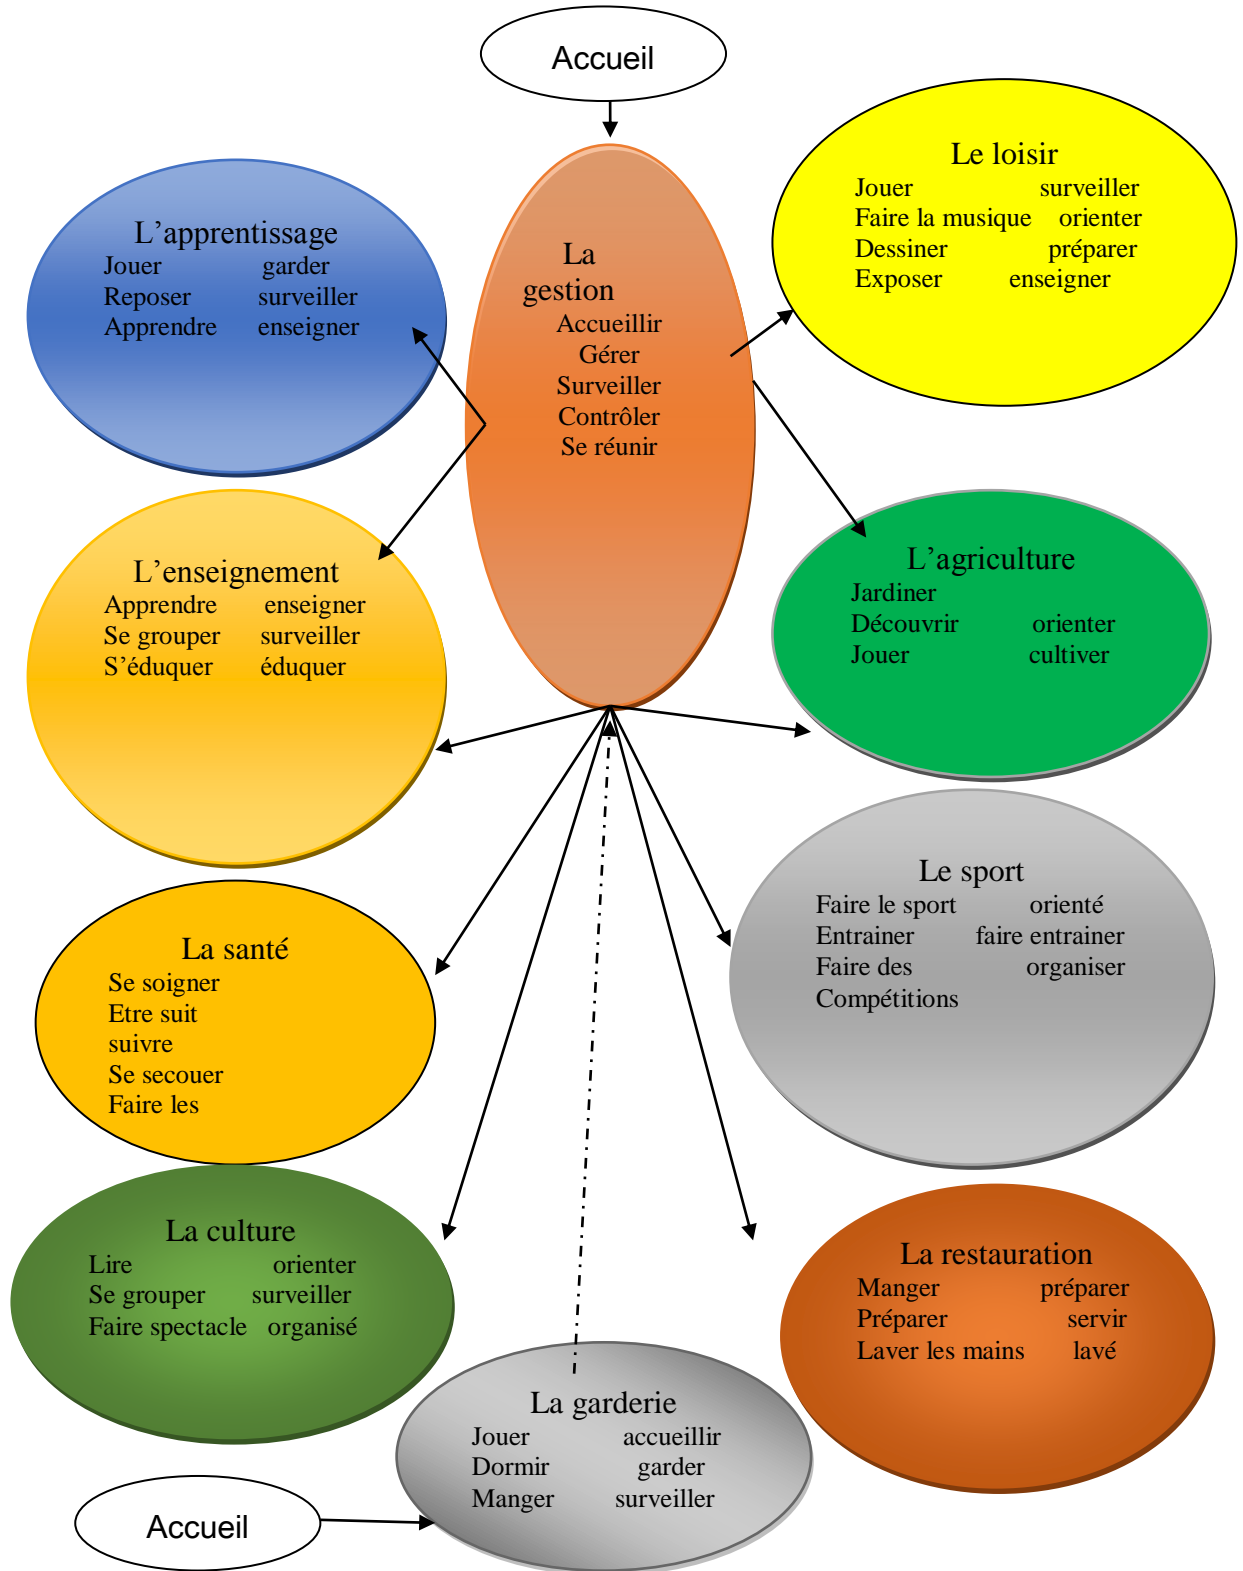 Accueil
Le loisir
Jouer surveiller
Faire la musique orienter
Dessiner préparer
Exposer enseigner
L’apprentissage
Jouer garder
Reposer surveiller
Apprendre enseigner
La
gestion
Accueillir
Gérer
Surveiller
Contrôler
Se réunir
L’enseignement
Apprendre enseigner
Se grouper surveiller
S’éduquer éduquer
L’agriculture
Jardiner
Découvrir orienter
Jouer cultiver
Le sport
Faire le sport orienté
Entrainer faire entrainer
Faire des organiser
Compétitions
La santé
Se soigner
Etre suit
suivre
Se secouer
Faire les
La culture
Lire orienter
Se grouper surveiller
Faire spectacle organisé
La restauration
Manger préparer
Préparer servir
Laver les mains lavé
La garderie
Jouer accueillir
Dormir garder
Manger surveiller
Accueil